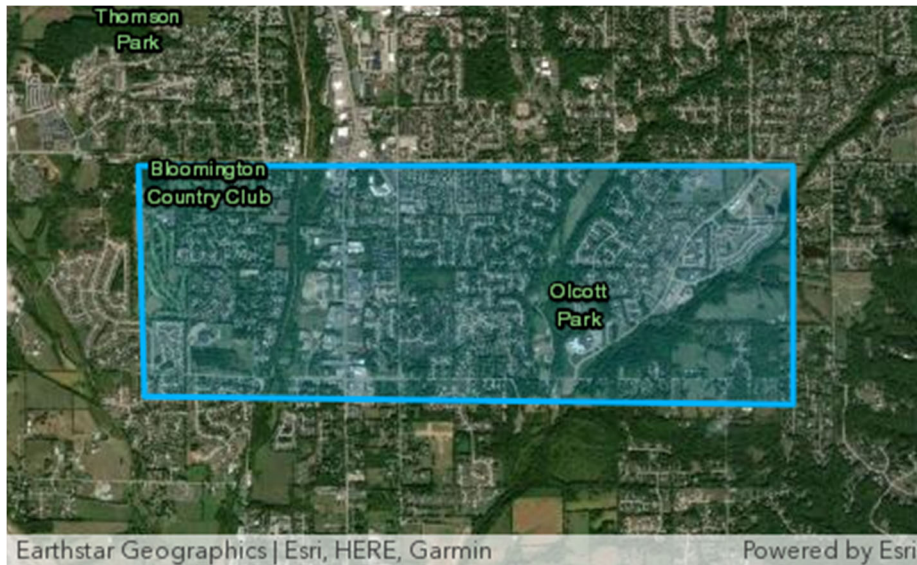 Thomson
Park
Bloomington
Country Club
Olcott
Park
Earthstar Geographics | Esri, HERE, Garmin
Powered by Esri